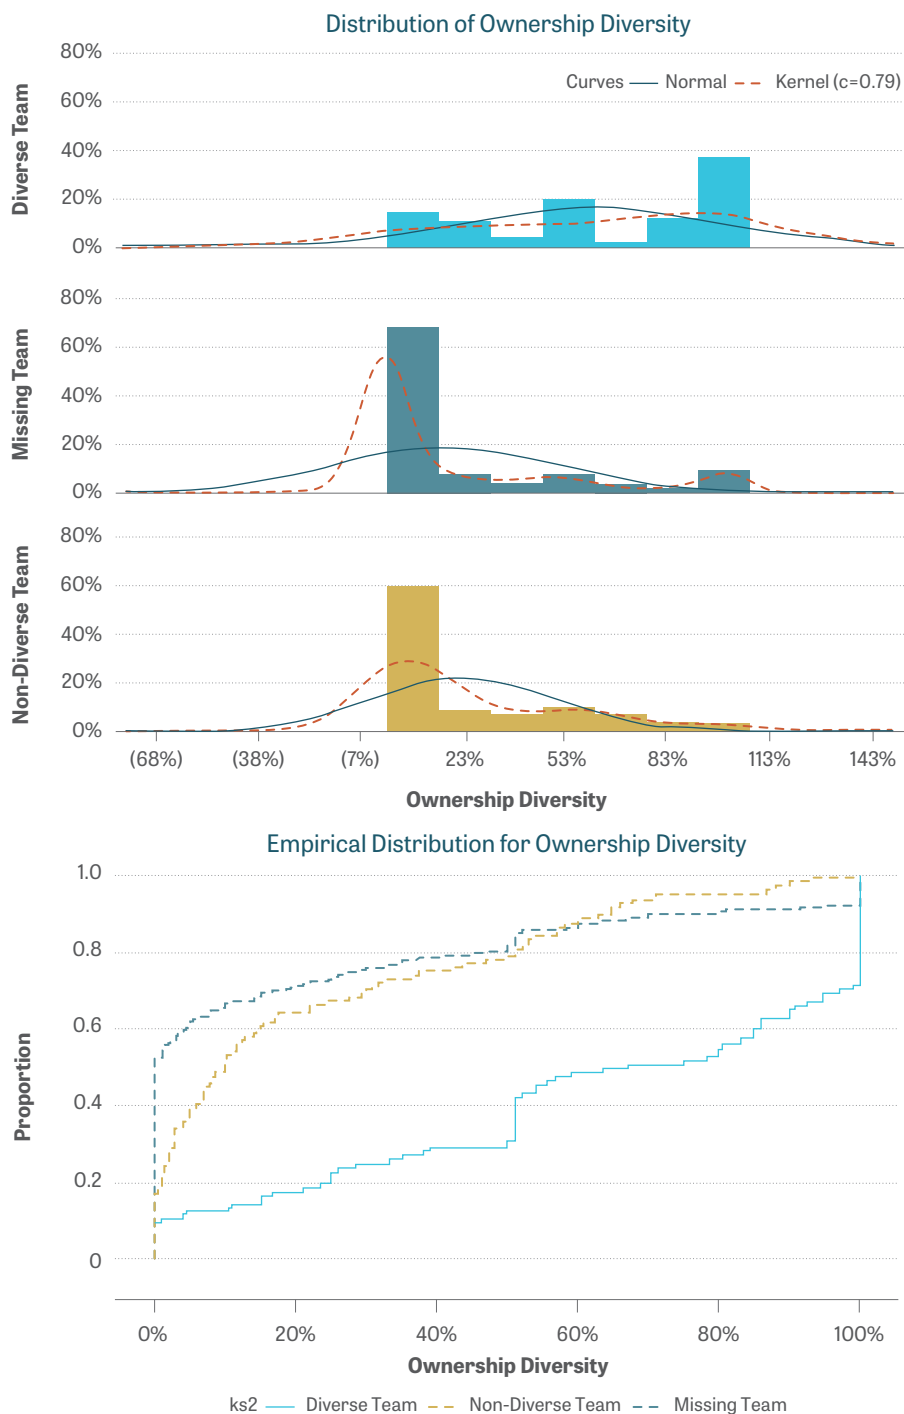 Distribution of Ownership Diversity
Diverse Team
80%
60%
40%
20%
0%
Curves Normal Kernel (c=0.79)
Missing Team
80%
60%
40%
20%
0%
Non-Diverse Team
80%
60%
40%
20%
0%
(68%) (38%) (7%) 23% 53% 83% 113% 143%
Ownership Diversity
Empirical Distribution for Ownership Diversity
Proportion
1.0
0.8
0.6
0.4
0.2
0
0% 20% 40% 60% 80% 100%
Ownership Diversity
ks2 Diverse Team Non-Diverse Team Missing Team